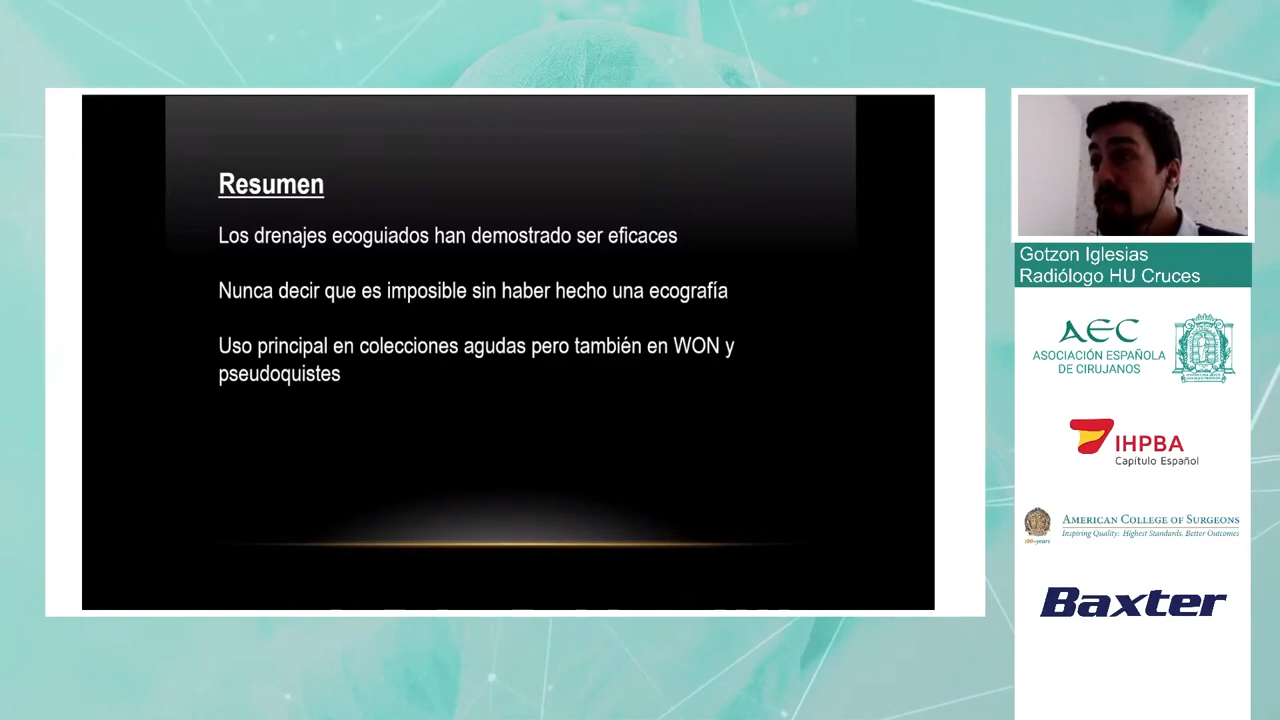 Resumen
Los drenajes ecoguiados han demostrado ser eficaces
Nunca decir que es imposible sin haber hecho una ecografía
Uso principal en colecciones agudas pero también en WON y
pseudoquistes
Gotzon Iglesias
Radiólogo HU Cruces
AEC
ASOCIACIÓN ESPAÑOLA
DE CIRUJANOS
IHPBA
Capítulo Español
AMERICAN COLLEGE OF SURGEONS
Inspiring Quality: Highest Standards, Better Outcomes
100+years
Baxter